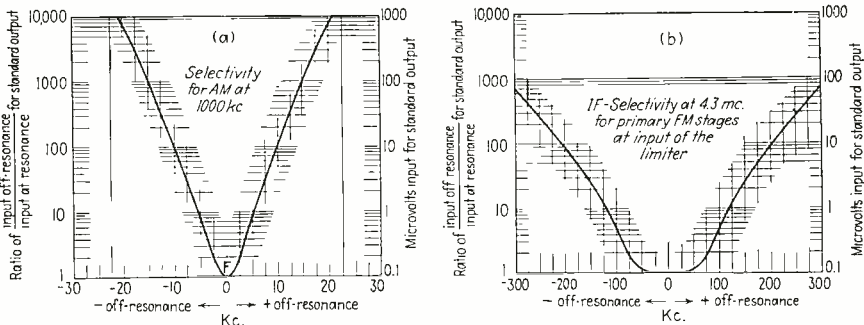 (a)
Selectivity
for AM at
1000 kc
F
Ratio of input off-resonance / input at resonance for standard output
10000
1000
100
10
1
Microvolts input for standard output
1000
100
10
1
0.1
-30 -20 -10 0 10 20 30
− off-resonance ← → + off-resonance
Kc.
(b)
IF-Selectivity at 4.3 mc.
for primary FM stages
at input of the
limiter
Ratio of input off resonance / input at resonance for standard output
10000
1000
100
10
1
Microvolts input for standard output
1000
100
10
1
0.1
-300 -200 -100 0 100 200 300
− off-resonance ← → + off-resonance
Kc.